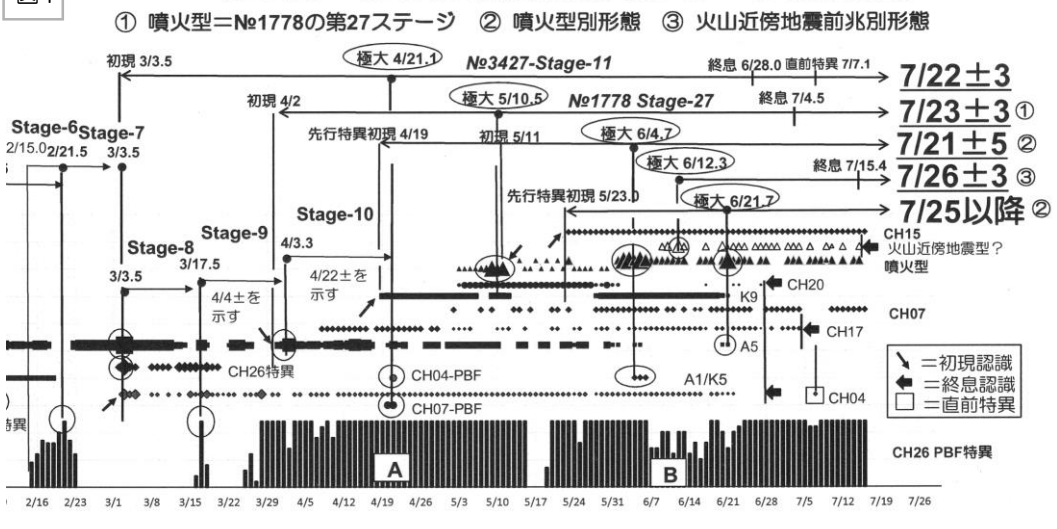 ① 噴火型＝№1778の第27ステージ ② 噴火型別形態 ③ 火山近傍地震前兆別形態
初現 3/3.5
極大 4/21.1
№3427-Stage-11
終息 6/28.0 直前特異 7/7.1
7/22±3
初現 4/2
極大 5/10.5
№1778 Stage-27
終息 7/4.5
7/23±3 ①
Stage-6
Stage-7
先行特異初現 4/19
初現 5/11
極大 6/4.7
7/21±5 ②
2/15.0
2/21.5
3/3.5
極大 6/12.3
終息 7/15.4
7/26±3 ③
先行特異初現 5/23.0
極大 6/21.7
7/25以降 ②
Stage-10
Stage-9
Stage-8
CH15
火山近傍地震型？
噴火型
4/3.3
3/3.5
3/17.5
4/4±を
示す
4/22±を
示す
K9
CH20
CH07
CH17
A5
CH26特異
CH04-PBF
A1/K5
CH04
CH07-PBF
＝初現認識
＝終息認識
＝直前特異
特異
CH26 PBF特異
A
B
2/16 2/23 3/1 3/8 3/15 3/22 3/29 4/5 4/12 4/19 4/26 5/3 5/10 5/17 5/24 5/31 6/7 6/14 6/21 6/28 7/5 7/12 7/19 7/26